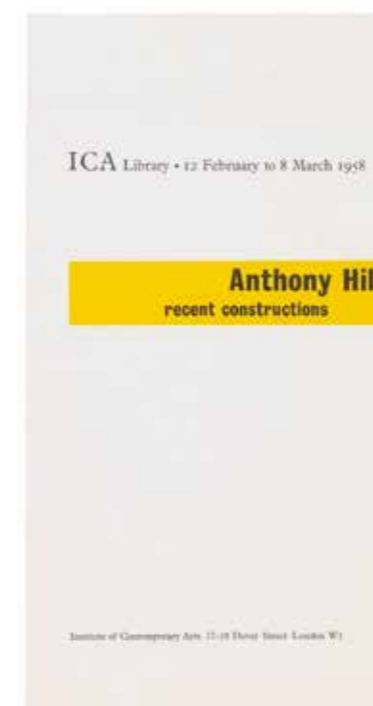 ICA Library • 12 February to 8 March 1958
Anthony Hil
recent constructions
Institute of Contemporary Arts 17-18 Dover Street London W1